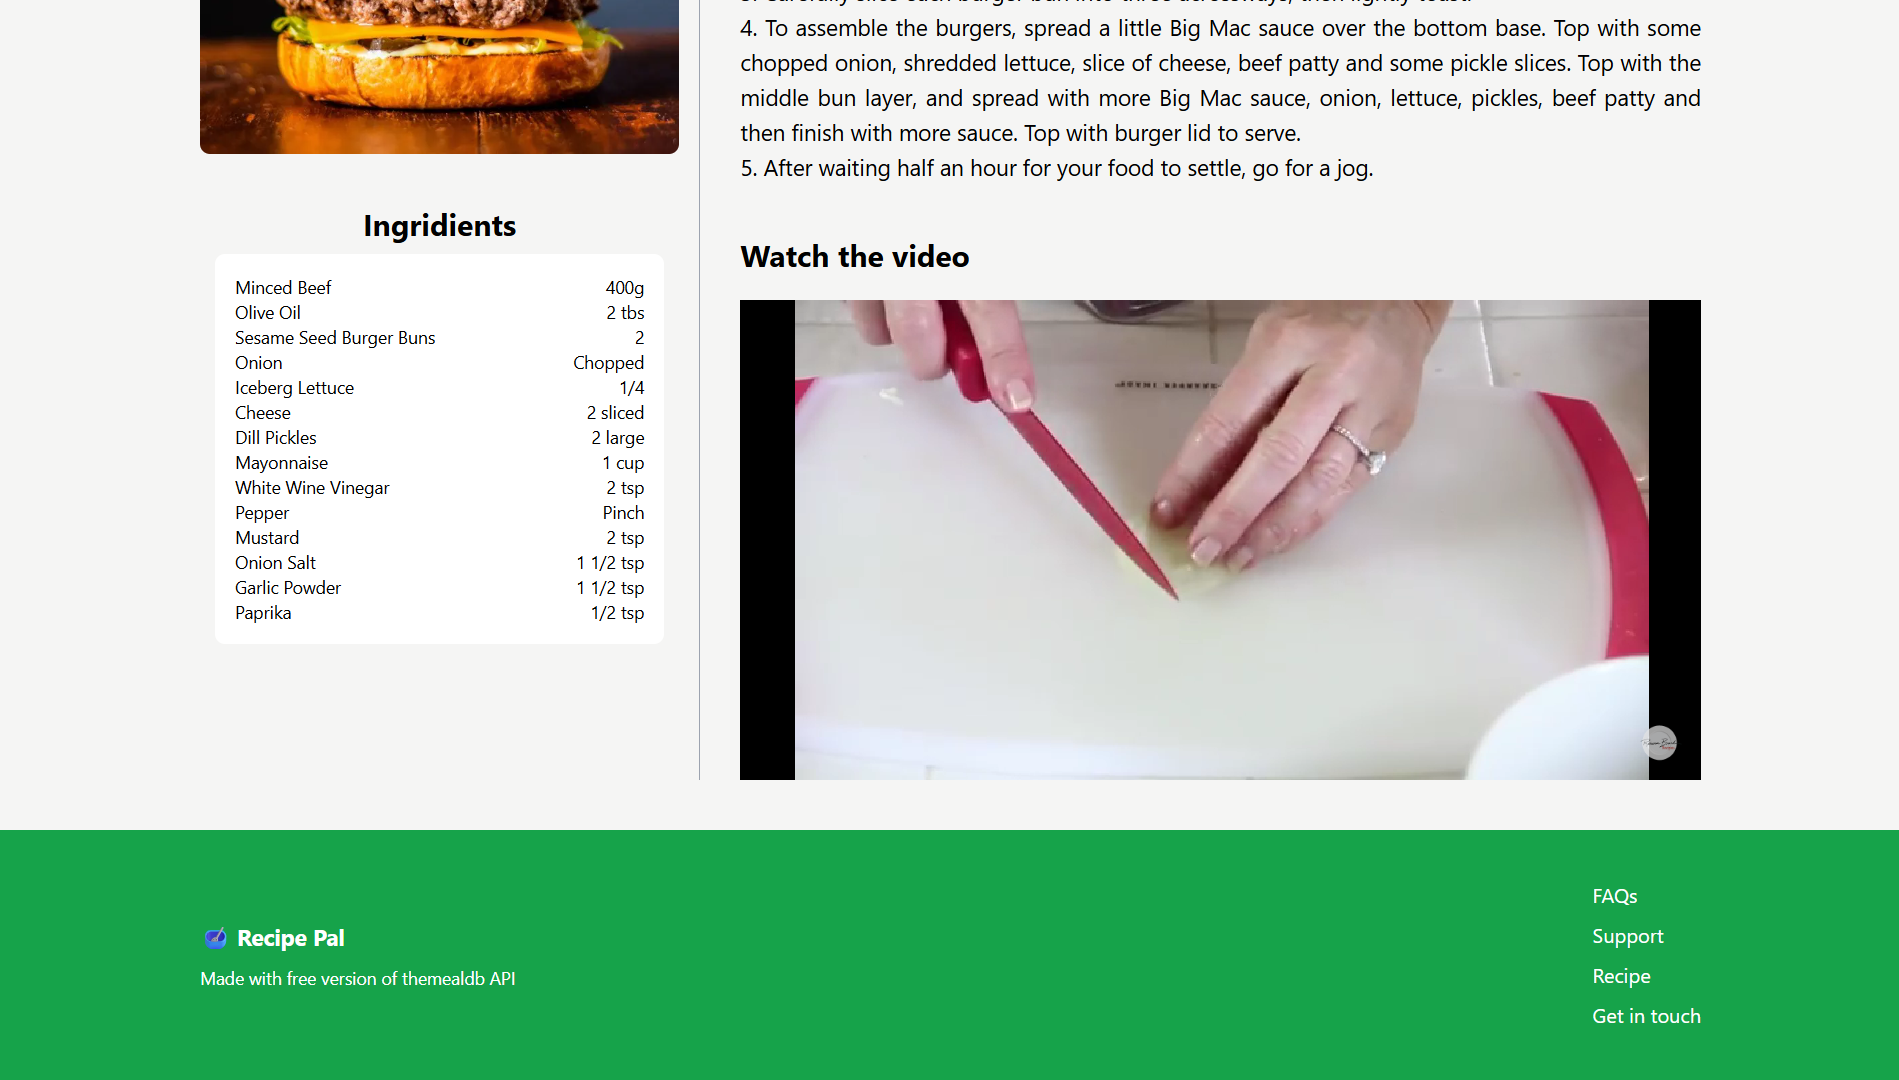 4. To assemble the burgers, spread a little Big Mac sauce over the bottom base. Top with some
chopped onion, shredded lettuce, slice of cheese, beef patty and some pickle slices. Top with the
middle bun layer, and spread with more Big Mac sauce, onion, lettuce, pickles, beef patty and
then finish with more sauce. Top with burger lid to serve.
5. After waiting half an hour for your food to settle, go for a jog.
Ingridients
Minced Beef 400g
Olive Oil 2 tbs
Sesame Seed Burger Buns 2
Onion Chopped
Iceberg Lettuce 1/4
Cheese 2 sliced
Dill Pickles 2 large
Mayonnaise 1 cup
White Wine Vinegar 2 tsp
Pepper Pinch
Mustard 2 tsp
Onion Salt 1 1/2 tsp
Garlic Powder 1 1/2 tsp
Paprika 1/2 tsp
Watch the video
Recipe Pal
Made with free version of themealdb API
FAQs
Support
Recipe
Get in touch